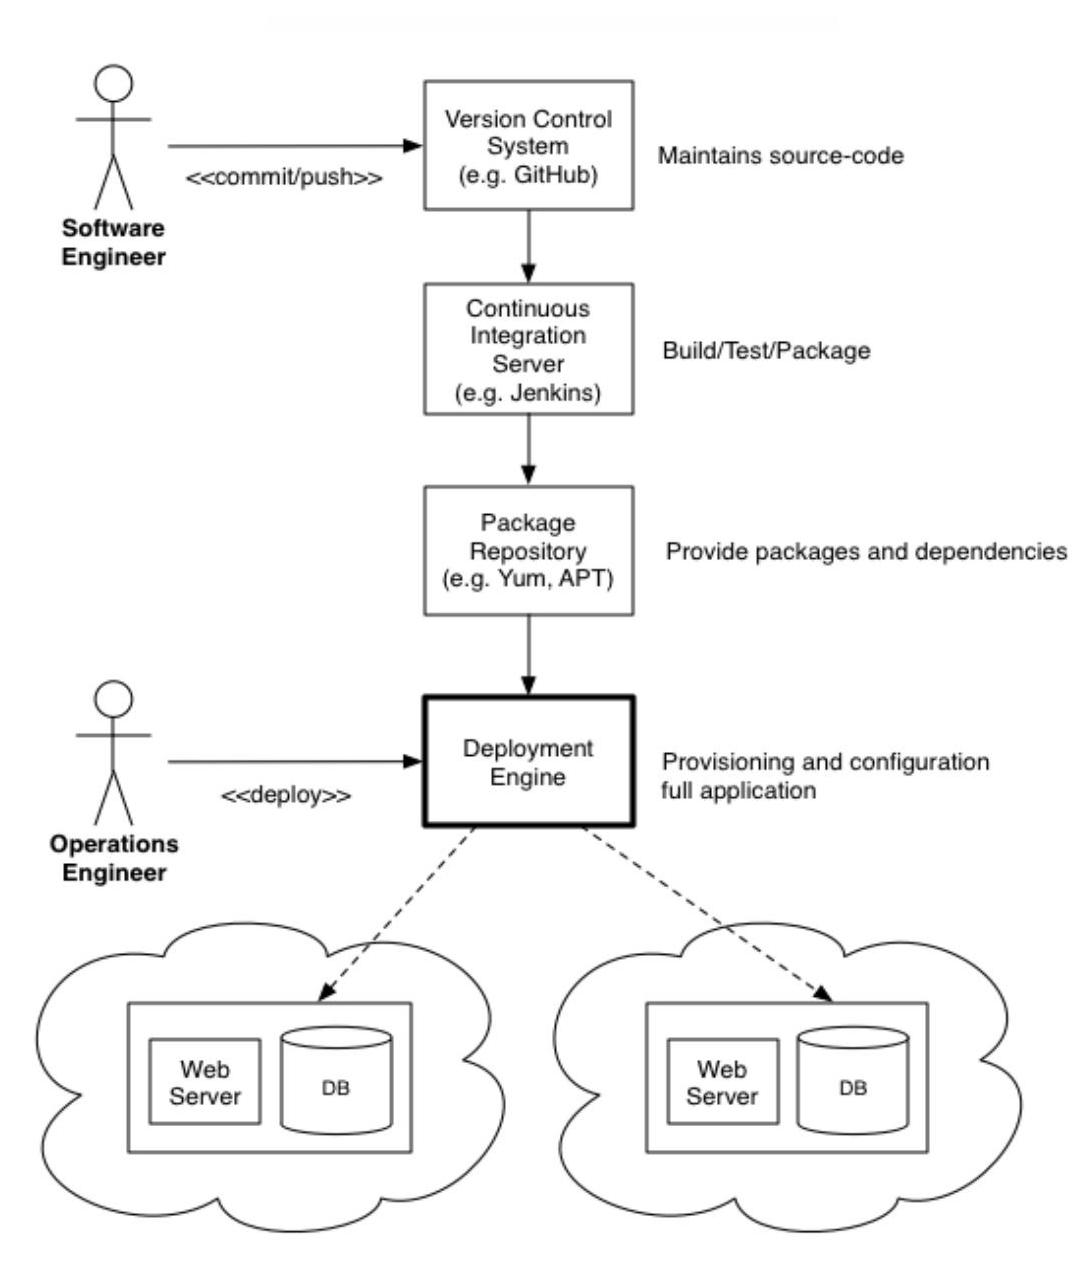 Version Control
System
(e.g. GitHub)
Maintains source-code
<<commit/push>>
Software
Engineer
Continuous
Integration
Server
(e.g. Jenkins)
Build/Test/Package
Package
Repository
(e.g. Yum, APT)
Provide packages and dependencies
Deployment
Engine
Provisioning and configuration
full application
<<deploy>>
Operations
Engineer
Web
Server
DB
Web
Server
DB